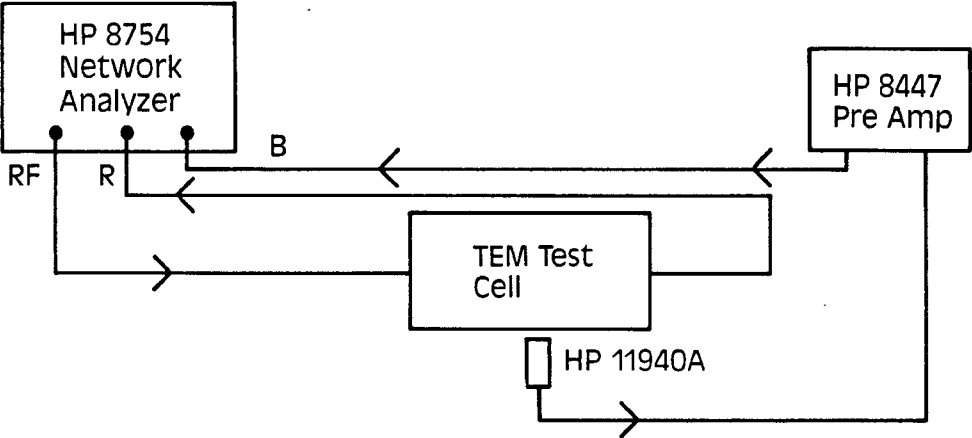 HP 8754
Network
Analyzer
HP 8447
Pre Amp
B
RF
R
TEM Test
Cell
HP 11940A